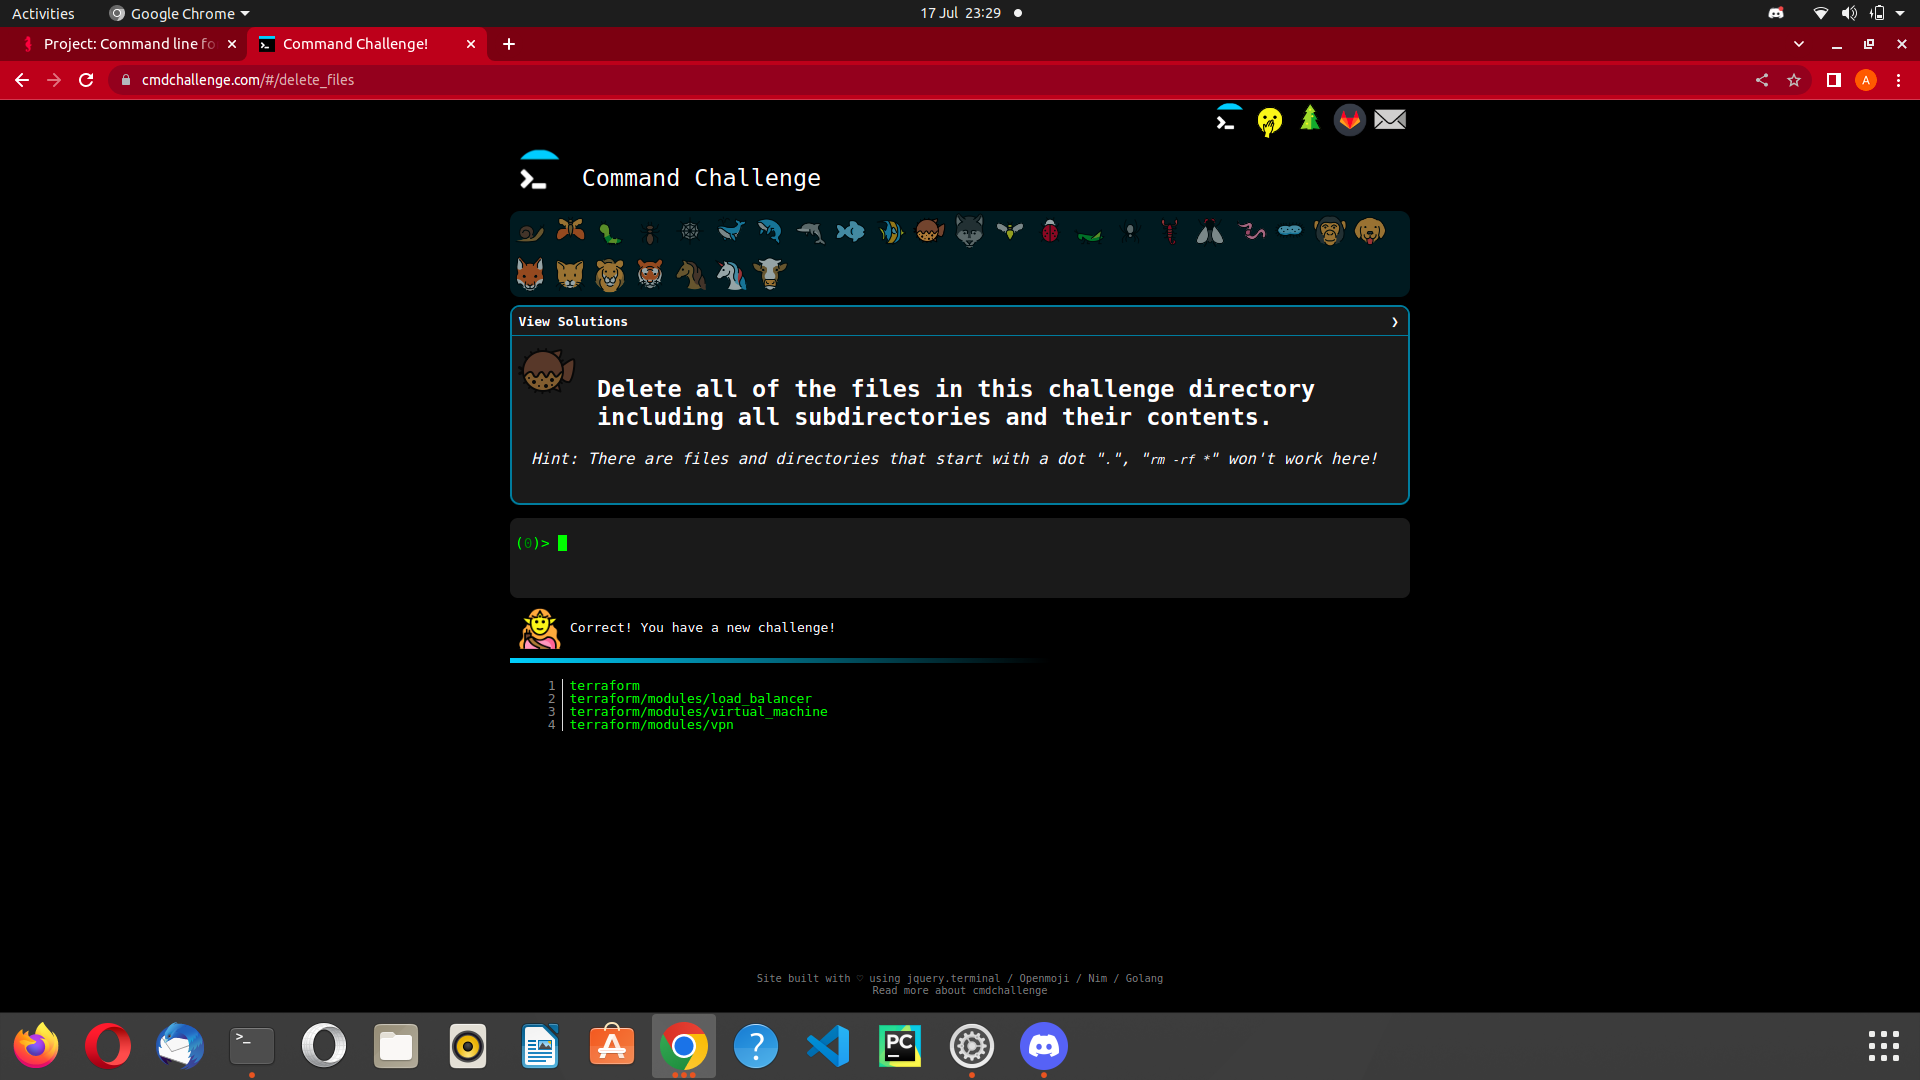 Activities
Google Chrome
17 Jul 23:29
Project: Command line fo
Command Challenge!
cmdchallenge.com/#/delete_files
A
Command Challenge
View Solutions
Delete all of the files in this challenge directory
including all subdirectories and their contents.
Hint: There are files and directories that start with a dot ".", "rm -rf *" won't work here!
(0)>
Correct! You have a new challenge!
1 terraform
2 terraform/modules/load_balancer
3 terraform/modules/virtual_machine
4 terraform/modules/vpn
Site built with ♡ using jquery.terminal / Openmoji / Nim / Golang
Read more about cmdchallenge
>_
?
PC